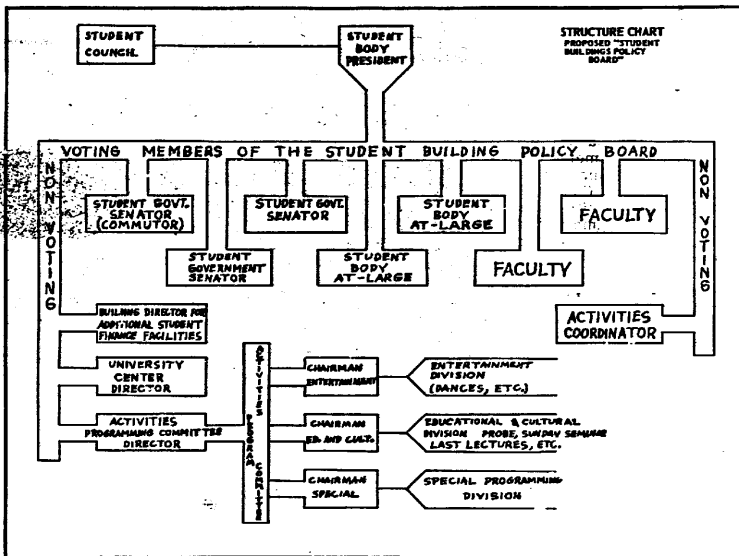 STUDENT
COUNCIL
STUDENT
BODY
PRESIDENT
STRUCTURE CHART
PROPOSED "STUDENT
BUILDINGS POLICY
BOARD"
VOTING MEMBERS OF THE STUDENT BUILDING POLICY BOARD
NON VOTING
NON VOTING
STUDENT GOVT.
SENATOR
(COMMUTOR)
STUDENT GOVT.
SENATOR
STUDENT
BODY
AT-LARGE
FACULTY
STUDENT
GOVERNMENT
SENATOR
STUDENT
BODY
AT-LARGE
FACULTY
BUILDING DIRECTOR FOR
ADDITIONAL STUDENT
FINANCE FACILITIES
ACTIVITIES
COORDINATOR
UNIVERSITY
CENTER
DIRECTOR
ACTIVITIES
PROGRAMMING COMMITTEE
DIRECTOR
ACTIVITIES PROGRAM COMMITTEE
CHAIRMAN
ENTERTAINMENT
ENTERTAINMENT
DIVISION
(DANCES, ETC.)
CHAIRMAN
ED. AND CULT.
EDUCATIONAL & CULTURAL
DIVISION PROBE, SUNDAY
LAST LECTURES, ETC.
CHAIRMAN
SPECIAL
SPECIAL PROGRAMMING
DIVISION